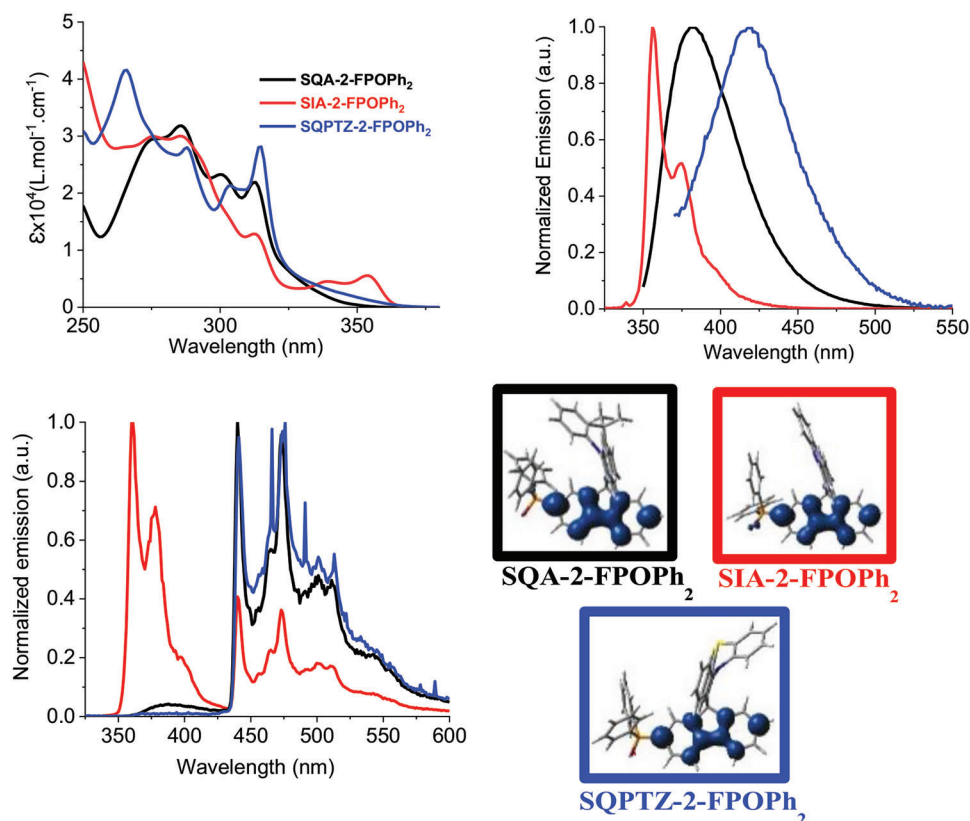 5
4
3
2
1
0
εx10⁴(L.mol⁻¹.cm⁻¹)
SQA-2-FPOPh₂
SIA-2-FPOPh₂
SQPTZ-2-FPOPh₂
250 300 350
Wavelength (nm)
1.0
0.8
0.6
0.4
0.2
0.0
Normalized Emission (a.u.)
350 400 450 500 550
Wavelength (nm)
1.0
0.8
0.6
0.4
0.2
0.0
Normalized emission (a.u.)
350 400 450 500 550 600
Wavelength (nm)
SQA-2-FPOPh₂
SIA-2-FPOPh₂
SQPTZ-2-FPOPh₂